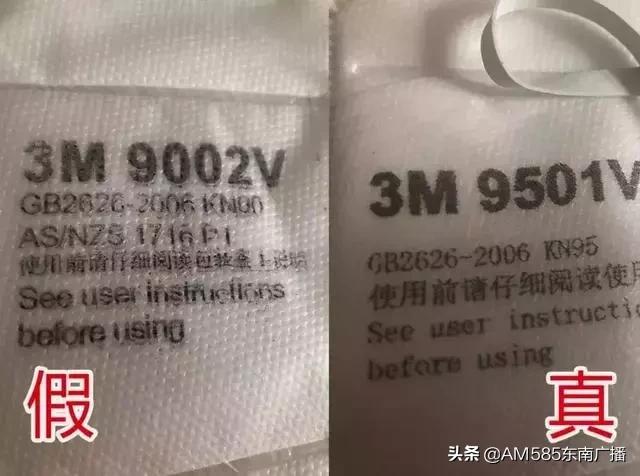 3M 9002V
GB2626-2006 KN90
AS/NZS 1716 P1
使用前请仔细阅读包装盒上说明
See user instructions
before using
假
3M 9501V
GB2626-2006 KN95
使用前请仔细阅读使用
See user instructio
before using
真
头条 @AM585东南广播